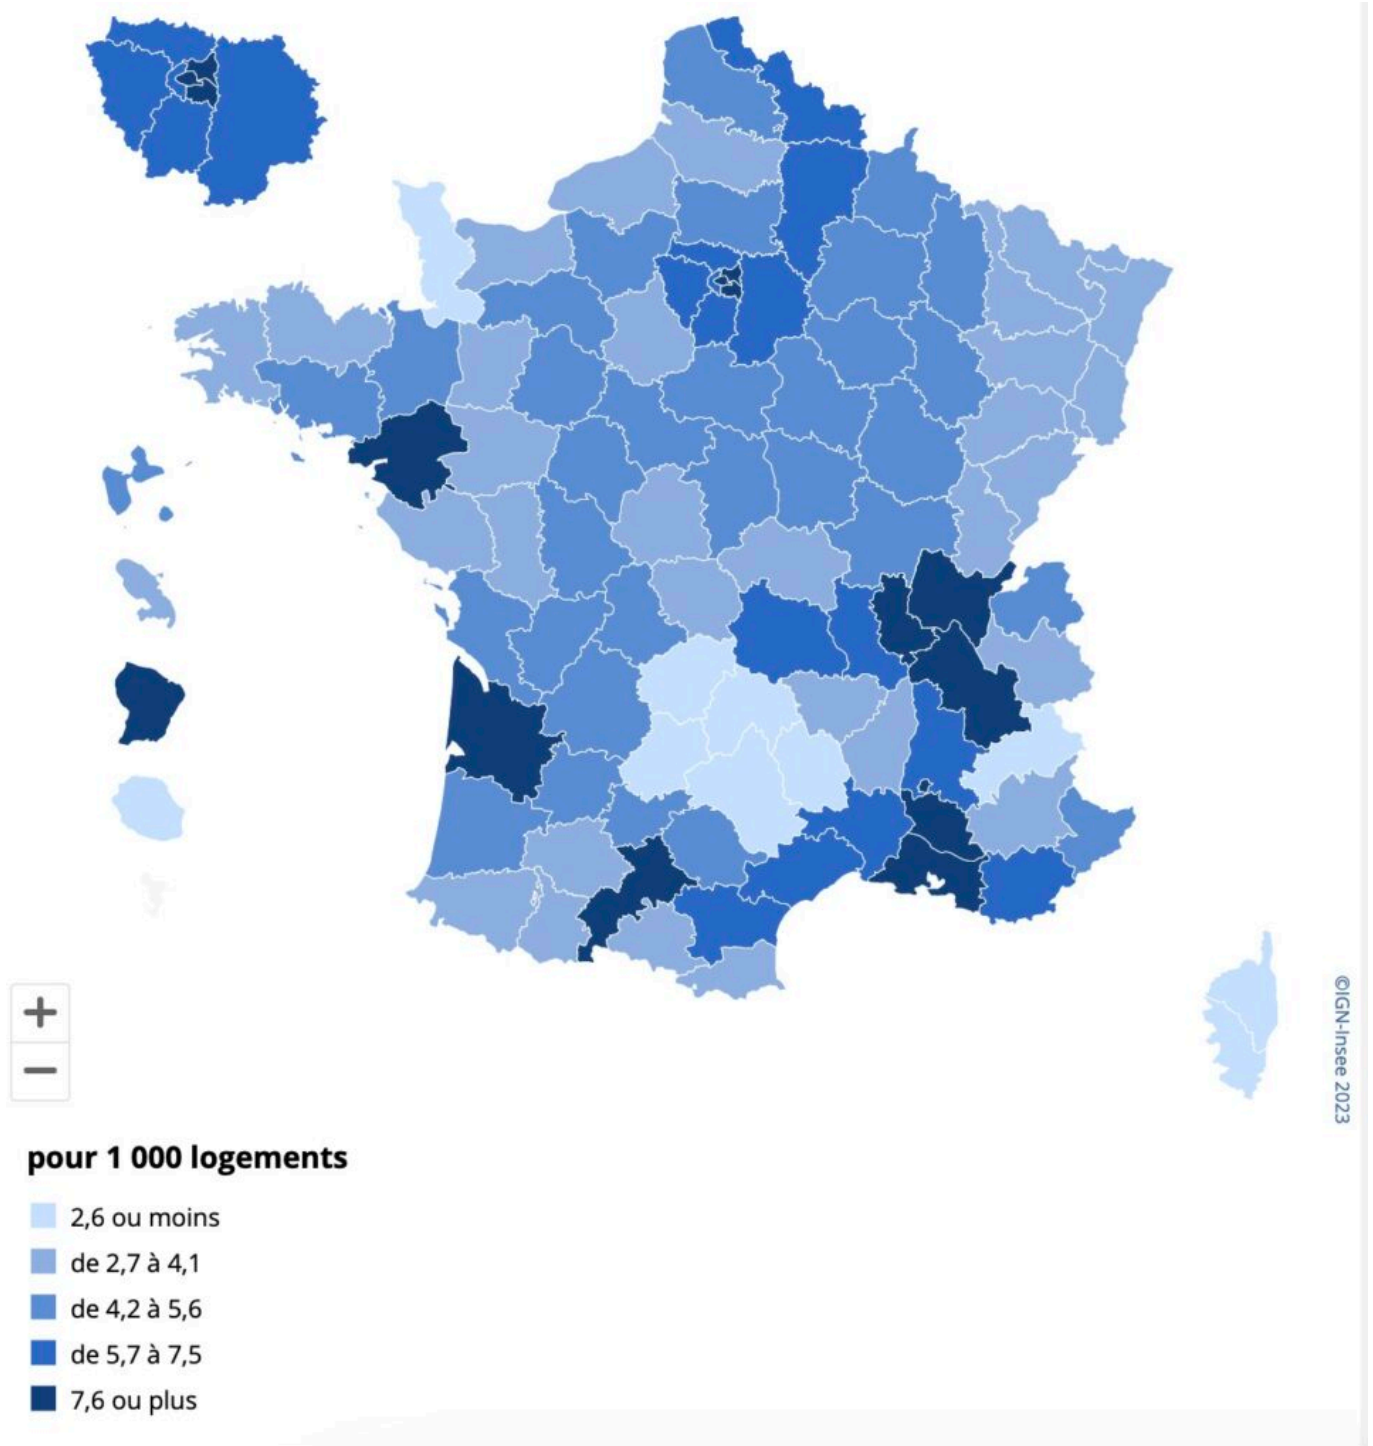 +
−
©IGN-Insee 2023
pour 1 000 logements
2,6 ou moins
de 2,7 à 4,1
de 4,2 à 5,6
de 5,7 à 7,5
7,6 ou plus